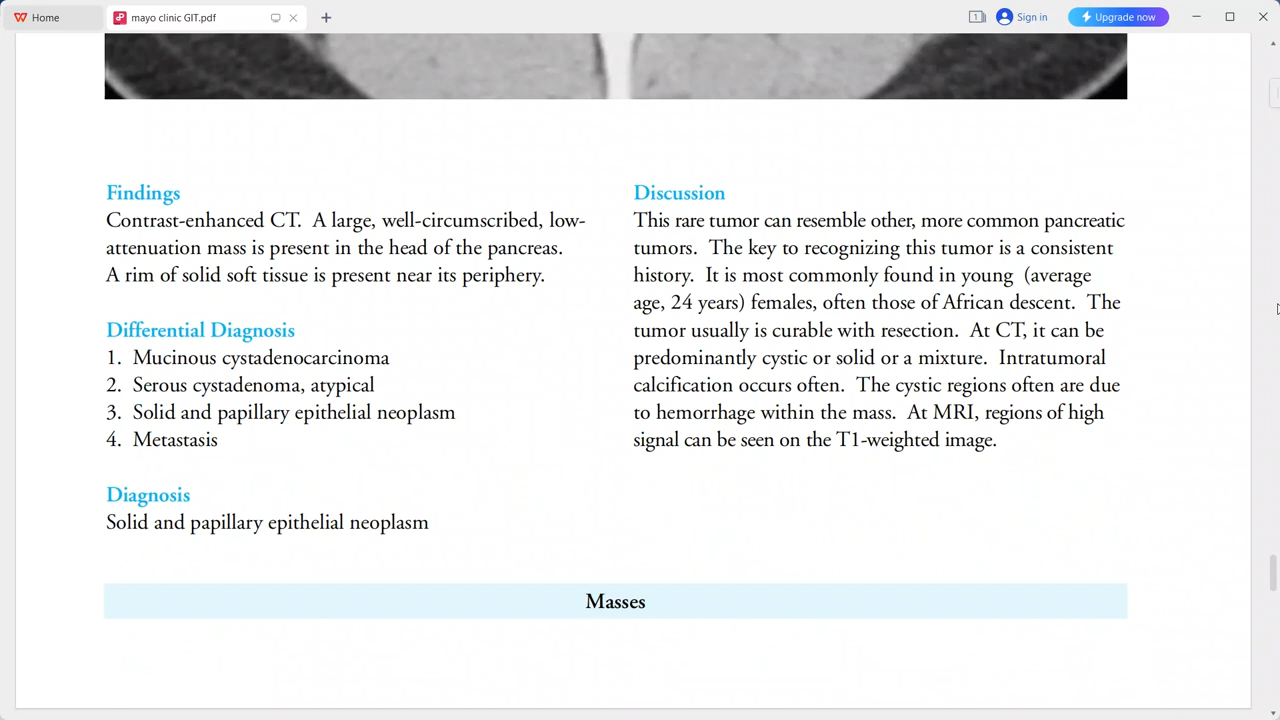 Home
mayo clinic GIT.pdf
1
Sign in
Upgrade now
Findings
Contrast-enhanced CT. A large, well-circumscribed, low-
attenuation mass is present in the head of the pancreas.
A rim of solid soft tissue is present near its periphery.
Differential Diagnosis
1. Mucinous cystadenocarcinoma
2. Serous cystadenoma, atypical
3. Solid and papillary epithelial neoplasm
4. Metastasis
Diagnosis
Solid and papillary epithelial neoplasm
Discussion
This rare tumor can resemble other, more common pancreatic
tumors. The key to recognizing this tumor is a consistent
history. It is most commonly found in young (average
age, 24 years) females, often those of African descent. The
tumor usually is curable with resection. At CT, it can be
predominantly cystic or solid or a mixture. Intratumoral
calcification occurs often. The cystic regions often are due
to hemorrhage within the mass. At MRI, regions of high
signal can be seen on the T1-weighted image.
Masses